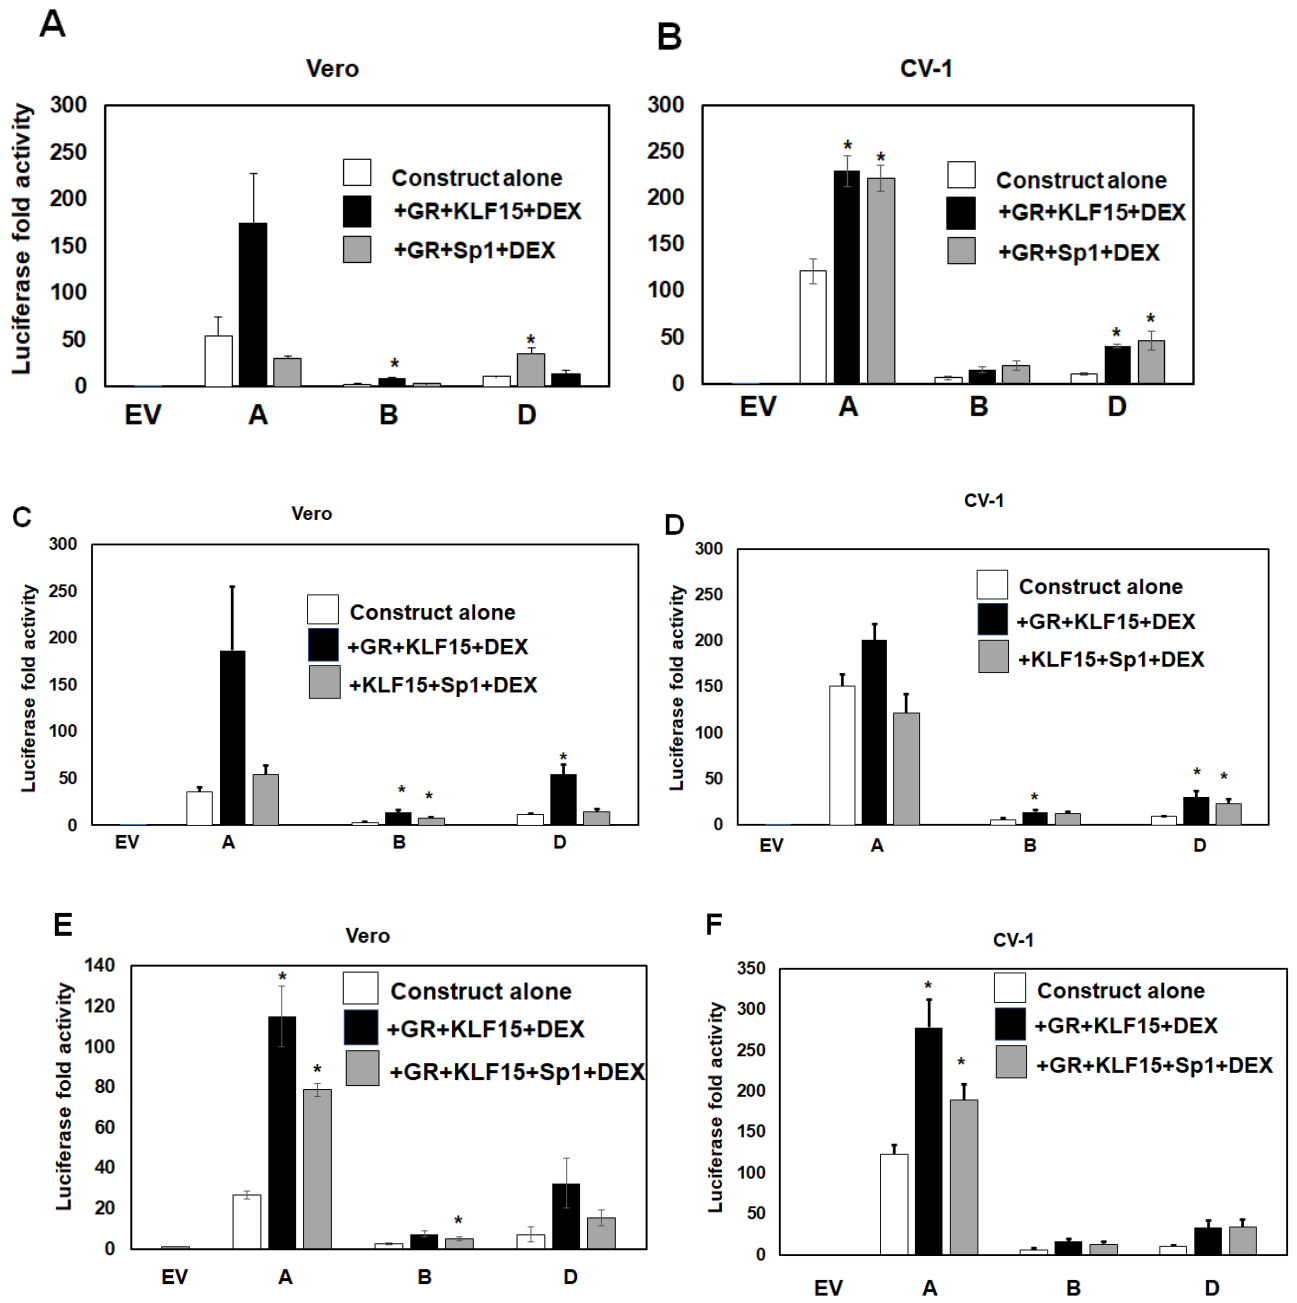 A
Vero
Luciferase fold activity
300
250
200
150
100
50
0
Construct alone
+GR+KLF15+DEX
+GR+Sp1+DEX
*
*
EV A B D
B
CV-1
300
250
200
150
100
50
0
Construct alone
+GR+KLF15+DEX
+GR+Sp1+DEX
* *
* *
EV A B D
C
Vero
Luciferase fold activity
300
250
200
150
100
50
0
Construct alone
+GR+KLF15+DEX
+KLF15+Sp1+DEX
* * *
EV A B D
D
CV-1
Luciferase fold activity
300
250
200
150
100
50
0
Construct alone
+GR+KLF15+DEX
+KLF15+Sp1+DEX
* * *
EV A B D
E
Vero
Luciferase fold activity
140
120
100
80
60
40
20
0
Construct alone
+GR+KLF15+DEX
+GR+KLF15+Sp1+DEX
* * *
EV A B D
F
CV-1
Luciferase fold activity
350
300
250
200
150
100
50
0
Construct alone
+GR+KLF15+DEX
+GR+KLF15+Sp1+DEX
* *
EV A B D